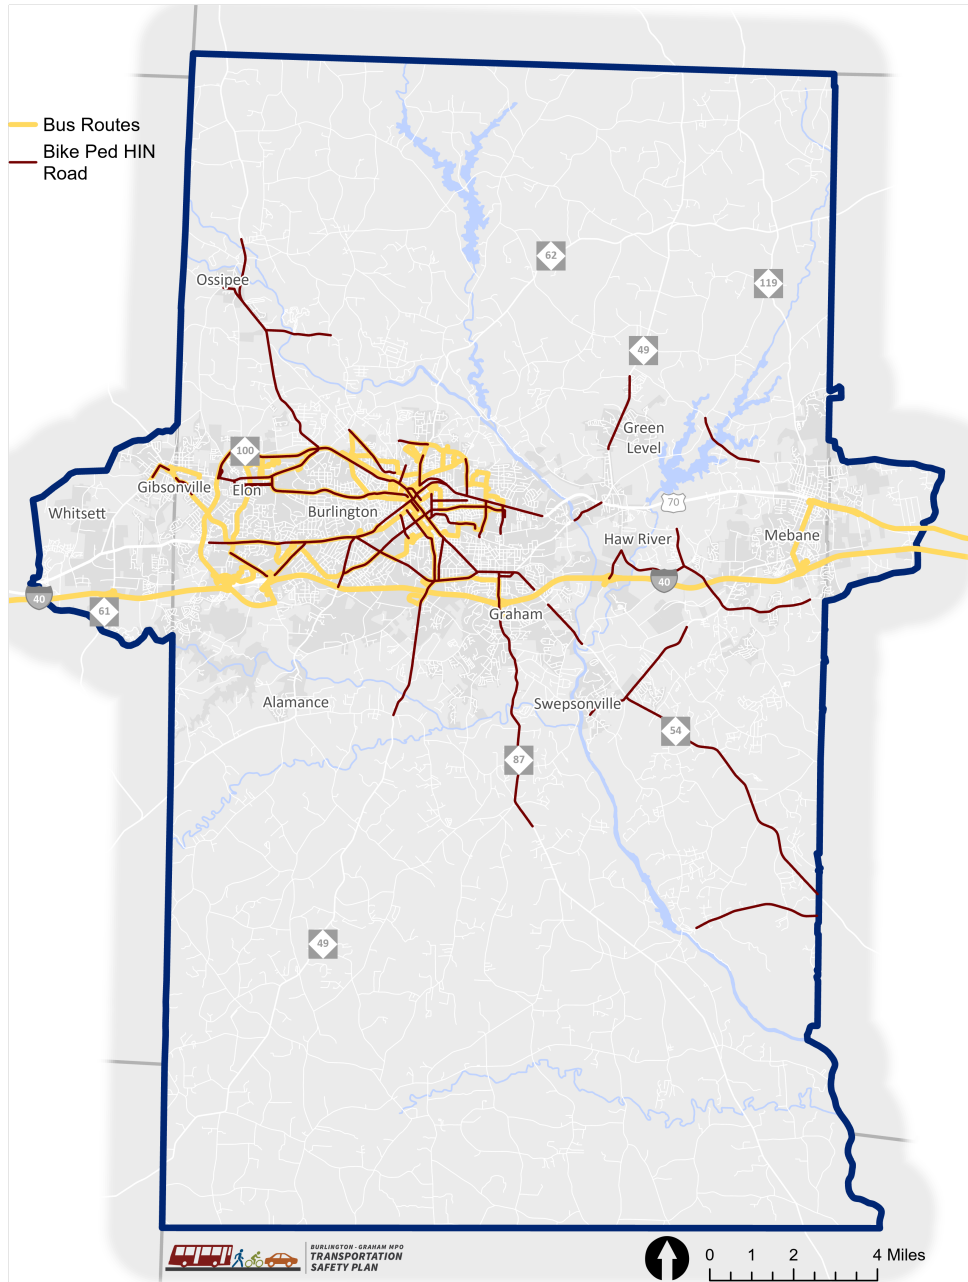 Bus Routes
Bike Ped HIN
Road
62
119
Ossipee
49
Green
Level
100
Gibsonville
Elon
Whitsett
Burlington
70
Haw River
Mebane
40
40
61
Graham
Alamance
Swepsonville
54
87
49
BURLINGTON - GRAHAM MPO
TRANSPORTATION
SAFETY PLAN
0 1 2 4 Miles